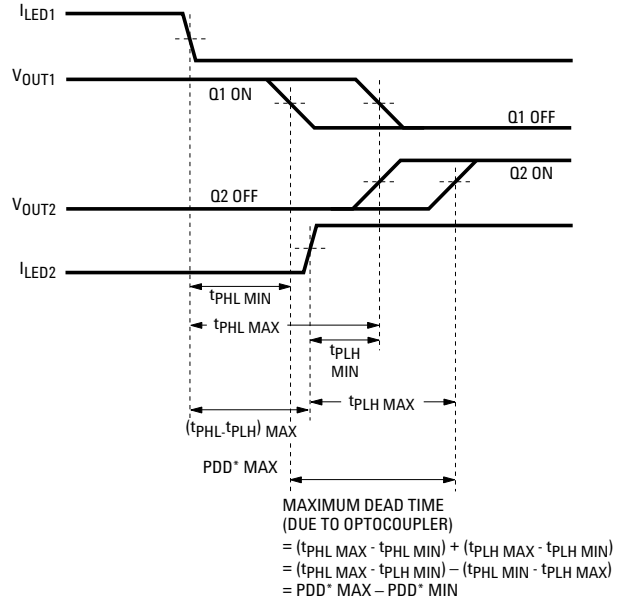 ILED1
VOUT1
Q1 ON
Q1 OFF
Q2 OFF
Q2 ON
VOUT2
ILED2
tPHL MIN
tPHL MAX
tPLH
MIN
tPLH MAX
(tPHL-tPLH) MAX
PDD* MAX
MAXIMUM DEAD TIME
(DUE TO OPTOCOUPLER)
= (tPHL MAX - tPHL MIN) + (tPLH MAX - tPLH MIN)
= (tPHL MAX - tPLH MIN) – (tPHL MIN - tPLH MAX)
= PDD* MAX – PDD* MIN